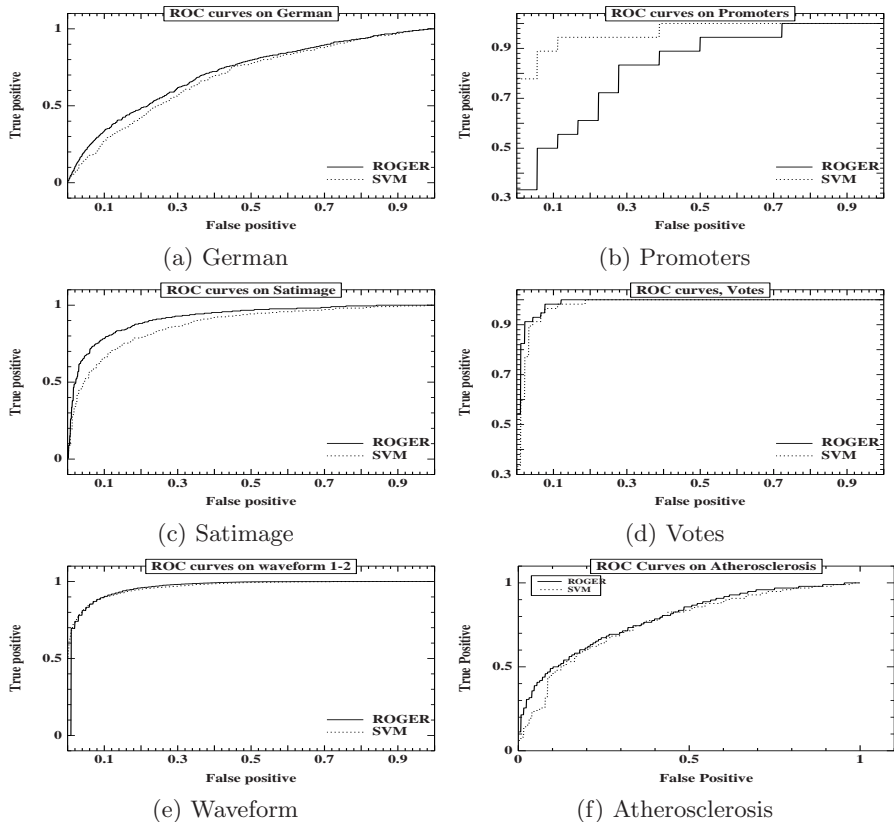 ROC curves on German
True positive
1
0.5
0
ROGER
SVM
0.1 0.3 0.5 0.7 0.9
False positive
(a) German
ROC curves on Promoters
True positive
0.9
0.7
0.5
0.3
ROGER
SVM
0.1 0.3 0.5 0.7 0.9
False positive
(b) Promoters
ROC curves on Satimage
True positive
1
0.5
0
ROGER
SVM
0.1 0.3 0.5 0.7 0.9
False positive
(c) Satimage
ROC curves, Votes
True positive
0.9
0.7
0.5
0.3
ROGER
SVM
0.1 0.3 0.5 0.7 0.9
False positive
(d) Votes
ROC curves on waveform 1-2
True positive
1
0.5
0
ROGER
SVM
0.1 0.3 0.5 0.7 0.9
False positive
(e) Waveform
ROC Curves on Atherosclerosis
ROGER
SVM
True Positive
1
0.5
0
0 0.5 1
False Positive
(f) Atherosclerosis